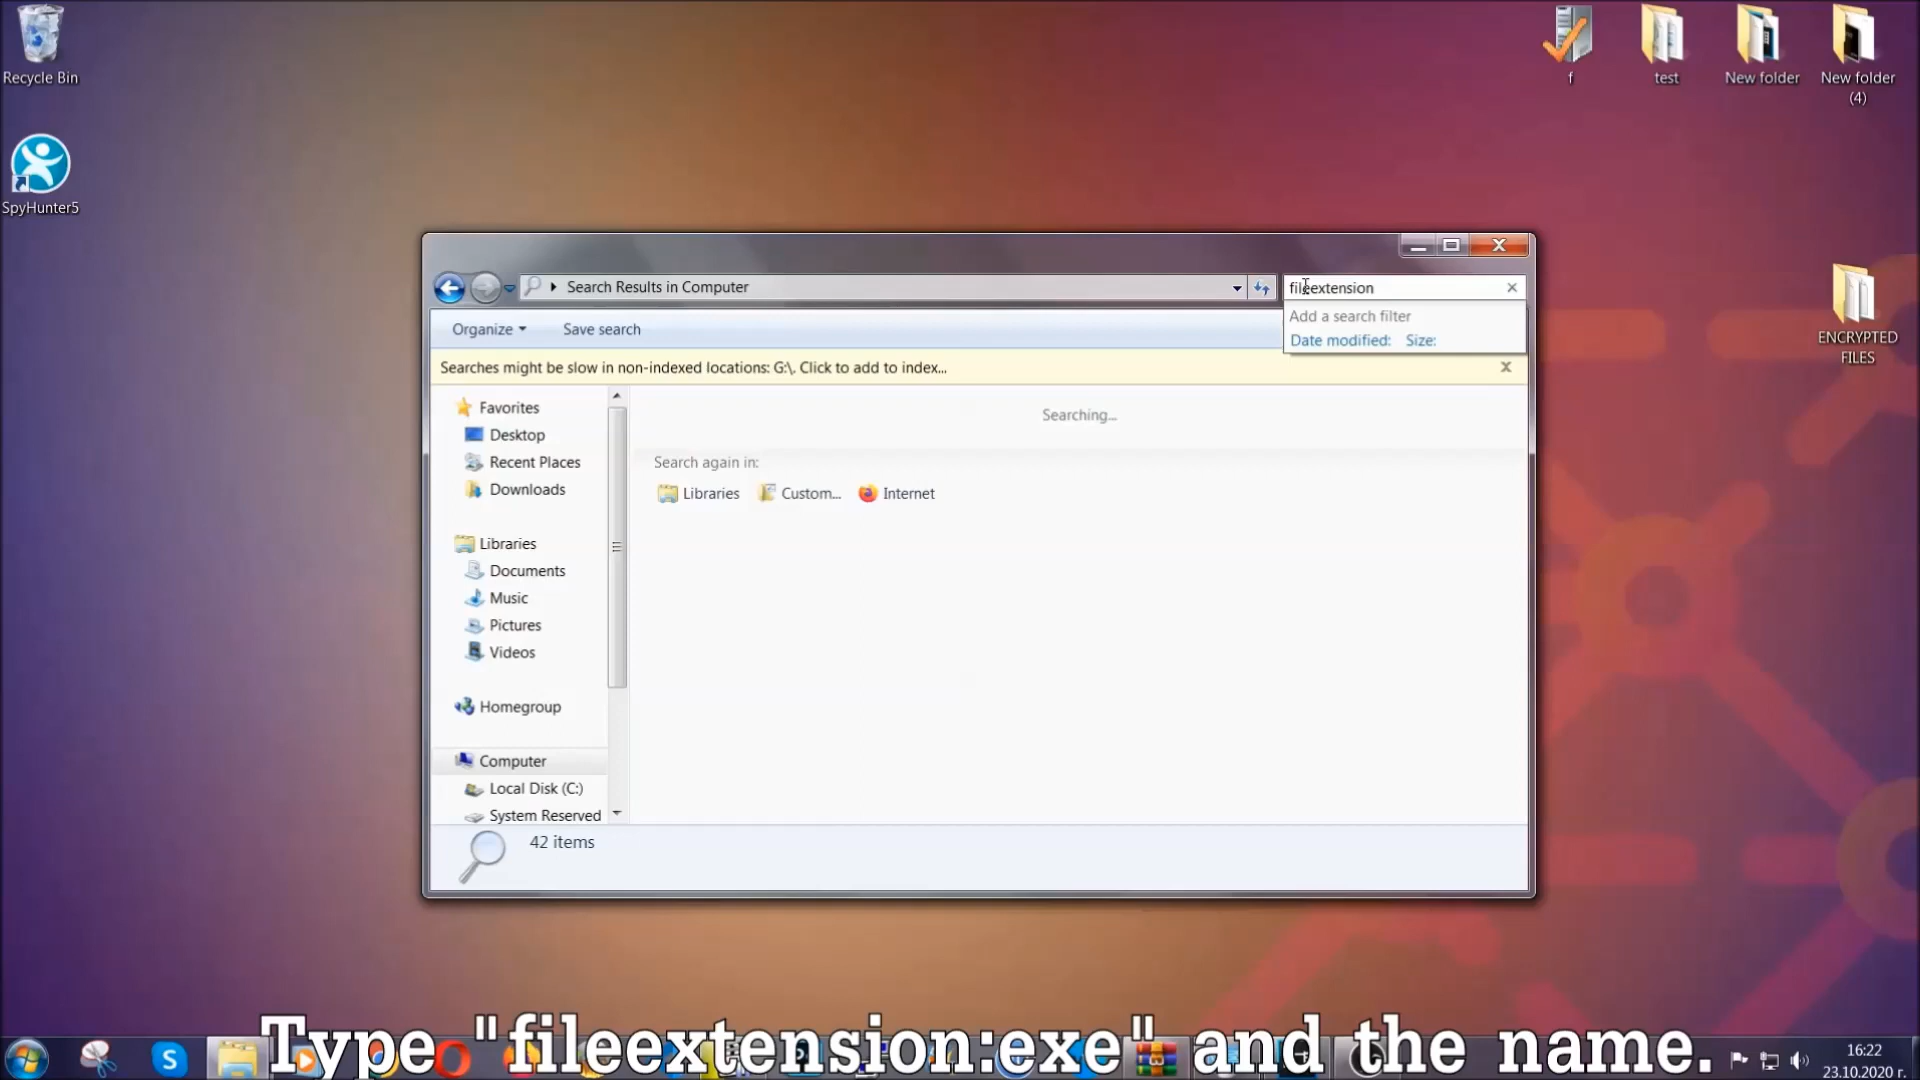 Recycle Bin
f
test
New folder
New folder
(4)
SpyHunter5
Search Results in Computer
fileextension
Add a search filter
Date modified: Size:
Organize
Save search
Searches might be slow in non-indexed locations: G:\. Click to add to index...
ENCRYPTED
FILES
Favorites
Desktop
Recent Places
Downloads
Libraries
Documents
Music
Pictures
Videos
Homegroup
Computer
Local Disk (C:)
System Reserved
Searching...
Search again in:
Libraries
Custom...
Internet
42 items
Type "fileextension:exe" and the name.
16:22
23.10.2020 г.